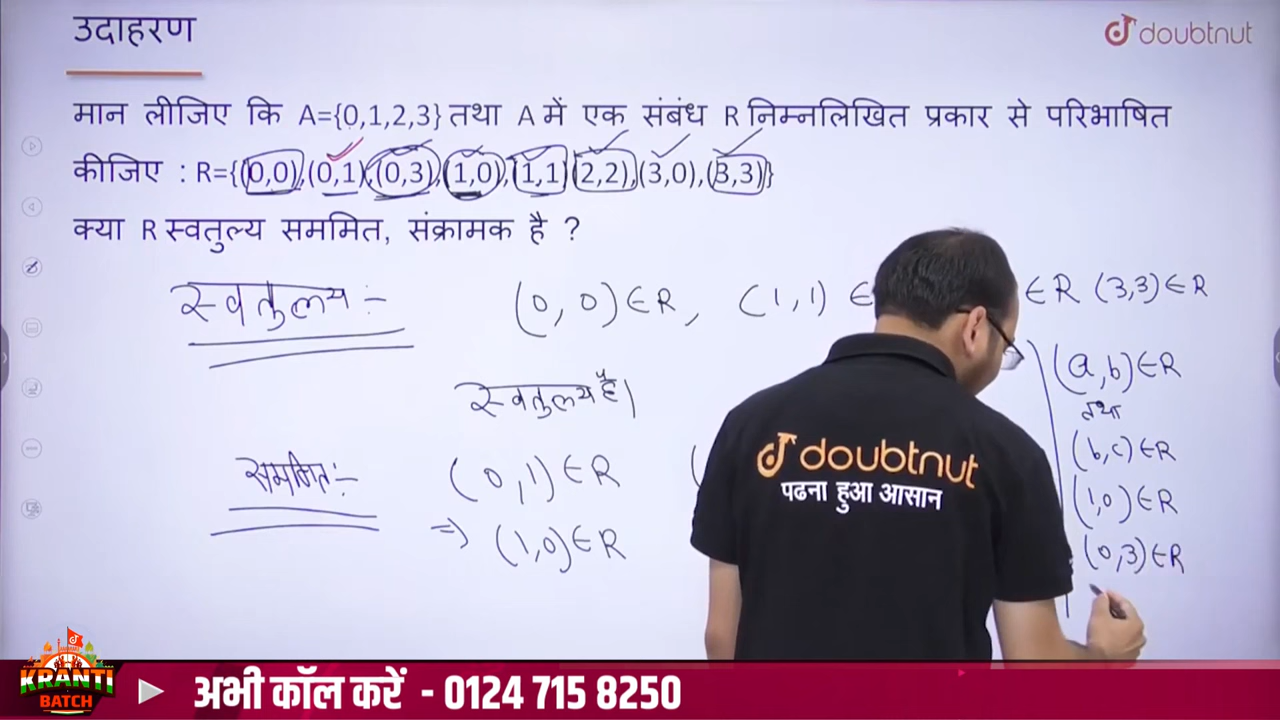 उदाहरण
doubtnut
मान लीजिए कि A={0,1,2,3} तथा A में एक संबंध R निम्नलिखित प्रकार से परिभाषित
कीजिए : R={(0,0),(0,1),(0,3),(1,0),(1,1),(2,2),(3,0),(3,3)}
क्या R स्वतुल्य सममित, संक्रामक है ?
स्वतुल्य :- (0, 0) ∈ R, (1,1) ∈ ∈ R (3,3) ∈ R
(a,b) ∈ R
स्वतुल्य है।
तथा
(b,c) ∈ R
सममित :- (0,1) ∈ R (
(1,0) ∈ R
=> (1,0) ∈ R
(0,3) ∈ R
doubtnut
पढना हुआ आसान
KRANTI
BATCH
अभी कॉल करें - 0124 715 8250